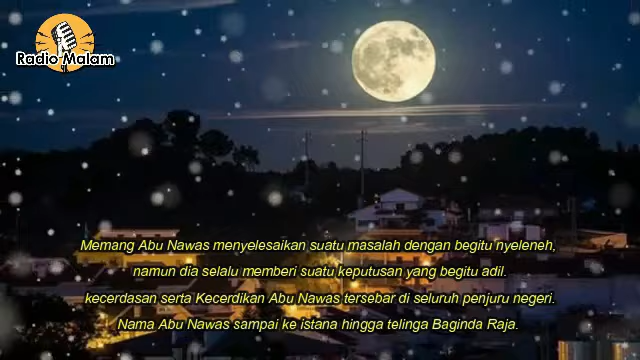 Radio Malam
Memang Abu Nawas menyelesaikan suatu masalah dengan begitu nyeleneh,
namun dia selalu memberi suatu keputusan yang begitu adil.
kecerdasan serta Kecerdikan Abu Nawas tersebar di seluruh penjuru negeri.
Nama Abu Nawas sampai ke istana hingga telinga Baginda Raja.